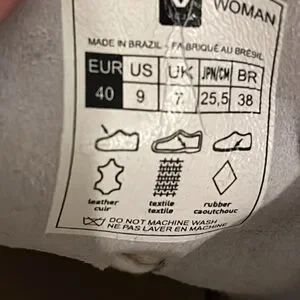 WOMAN
MADE IN BRAZIL - FABRIQUÉ AU BRÉSIL
EUR US UK JPN/CM BR
40 9 7 25,5 38
leather textile rubber
cuir textile caoutchouc
DO NOT MACHINE WASH
NE PAS LAVER EN MACHINE